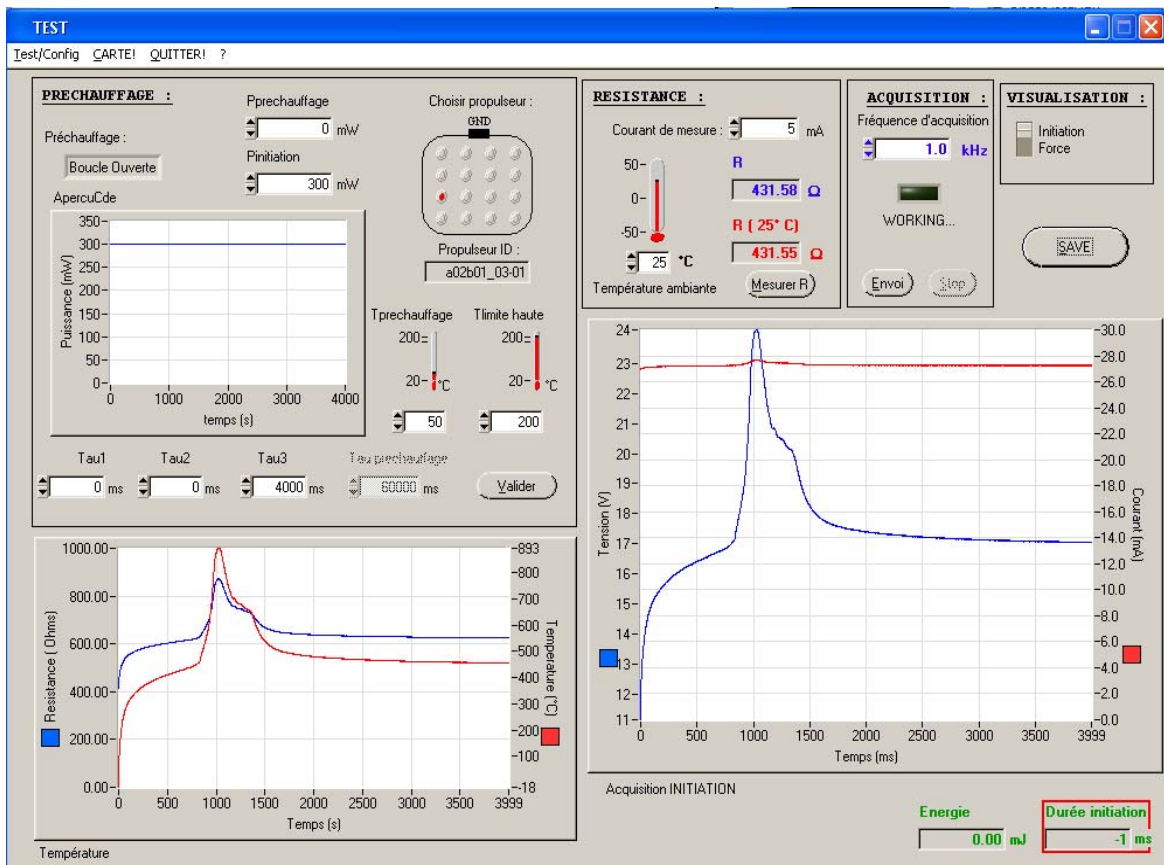 TEST
Test/Config CARTE! QUITTER! ?
PRECHAUFFAGE :
Préchauffage :
Boucle Ouverte
Pprechauffage
0 mW
Pinitiation
300 mW
Choisir propulseur :
GND
Propulseur ID :
a02b01_03-01
ApercuCde
Puissance (mW)
350
300
250
200
150
100
50
0
0 1000 2000 3000 4000
temps (s)
Tprechauffage
200
20
°C
50
Tlimite haute
200
20
°C
200
Tau1
0 ms
Tau2
0 ms
Tau3
4000 ms
Tau prechauffage
60000 ms
Valider
RESISTANCE :
Courant de mesure : 5 mA
50
0
-50
25 °C
Température ambiante
R
431.58 Ω
R ( 25° C)
431.55 Ω
Mesurer R
ACQUISITION :
Fréquence d'acquisition
1.0 kHz
WORKING...
Envoi
Stop
VISUALISATION :
Initiation
Force
SAVE
Resistance ( Ohms)
1000.00
800.00
600.00
400.00
200.00
0.00
0 500 1000 1500 2000 2500 3000 3500 3999
Temps (s)
893
800
700
600
500
400
300
200
100
-18
Temperature (°C)
Température
Tension (V)
24
23
22
21
20
19
18
17
16
15
14
13
12
11
0 500 1000 1500 2000 2500 3000 3999
Temps (ms)
30.0
28.0
26.0
24.0
22.0
20.0
18.0
16.0
14.0
12.0
10.0
8.0
6.0
4.0
2.0
0.0
Courant (mA)
Acquisition INITIATION
Energie
0.00 mJ
Durée initiation
-1 ms